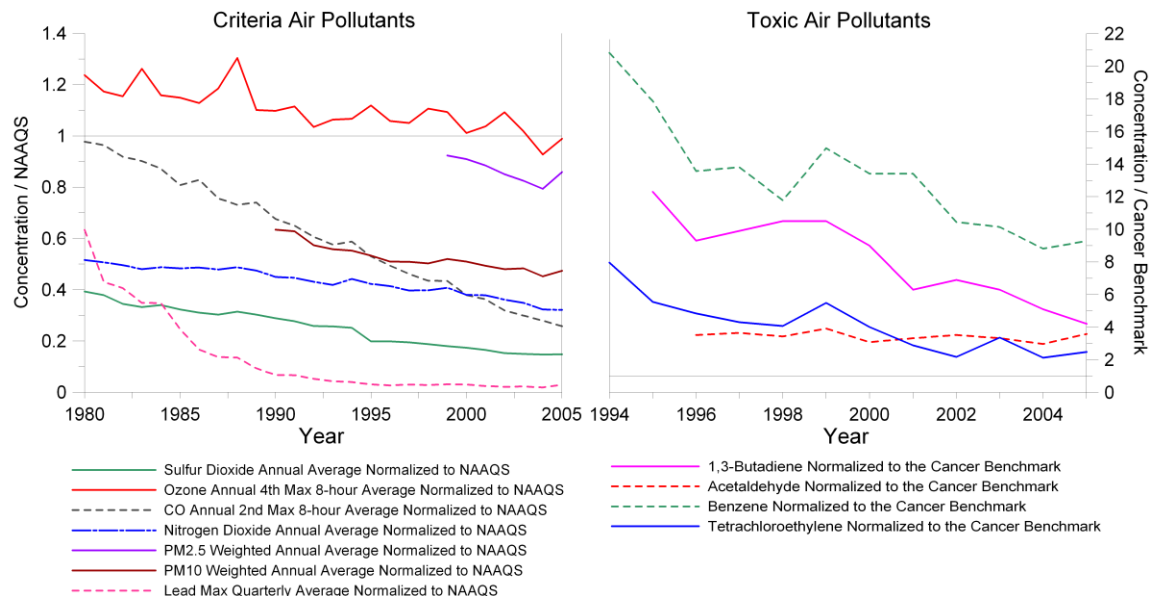 Criteria Air Pollutants
Concentration / NAAQS
1.4
1.2
1
0.8
0.6
0.4
0.2
0
1980
1985
1990
1995
2000
2005
Year
Sulfur Dioxide Annual Average Normalized to NAAQS
Ozone Annual 4th Max 8-hour Average Normalized to NAAQS
CO Annual 2nd Max 8-hour Average Normalized to NAAQS
Nitrogen Dioxide Annual Average Normalized to NAAQS
PM2.5 Weighted Annual Average Normalized to NAAQS
PM10 Weighted Annual Average Normalized to NAAQS
Lead Max Quarterly Average Normalized to NAAQS
Toxic Air Pollutants
22
20
18
16
14
12
10
8
6
4
2
0
Concentration / Cancer Benchmark
1994
1996
1998
2000
2002
2004
Year
1,3-Butadiene Normalized to the Cancer Benchmark
Acetaldehyde Normalized to the Cancer Benchmark
Benzene Normalized to the Cancer Benchmark
Tetrachloroethylene Normalized to the Cancer Benchmark